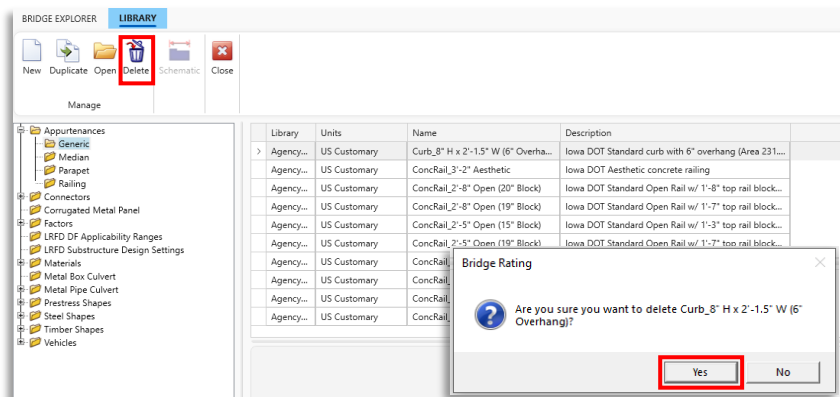 BRIDGE EXPLORER LIBRARY
New Duplicate Open Delete Schematic Close
Manage
Appurtenances
Generic
Median
Parapet
Railing
Connectors
Corrugated Metal Panel
Factors
LRFD DF Applicability Ranges
LRFD Substructure Design Settings
Materials
Metal Box Culvert
Metal Pipe Culvert
Prestress Shapes
Steel Shapes
Timber Shapes
Vehicles
Library Units Name Description
Agency... US Customary Curb_8" H x 2'-1.5" W (6" Overha... Iowa DOT Standard curb with 6" overhang (Area 231....
Agency... US Customary ConcRail_3'-2" Aesthetic Iowa DOT Aesthetic concrete railing
Agency... US Customary ConcRail_2'-8" Open (20" Block) Iowa DOT Standard Open Rail w/ 1'-8" top rail block...
Agency... US Customary ConcRail_2'-8" Open (19" Block) Iowa DOT Standard Open Rail w/ 1'-7" top rail block...
Agency... US Customary ConcRail_2'-5" Open (15" Block) Iowa DOT Standard Open Rail w/ 1'-3" top rail block...
Agency... US Customary ConcRail_2'-5" Open (19" Block) Iowa DOT Standard Open Rail w/ 1'-7" top rail block...
Agency... US Customary ConcRail_
Agency... US Customary ConcRail_
Agency... US Customary ConcRail_
Agency... US Customary ConcRail_
Bridge Rating
Are you sure you want to delete Curb_8" H x 2'-1.5" W (6"
Overhang)?
Yes No